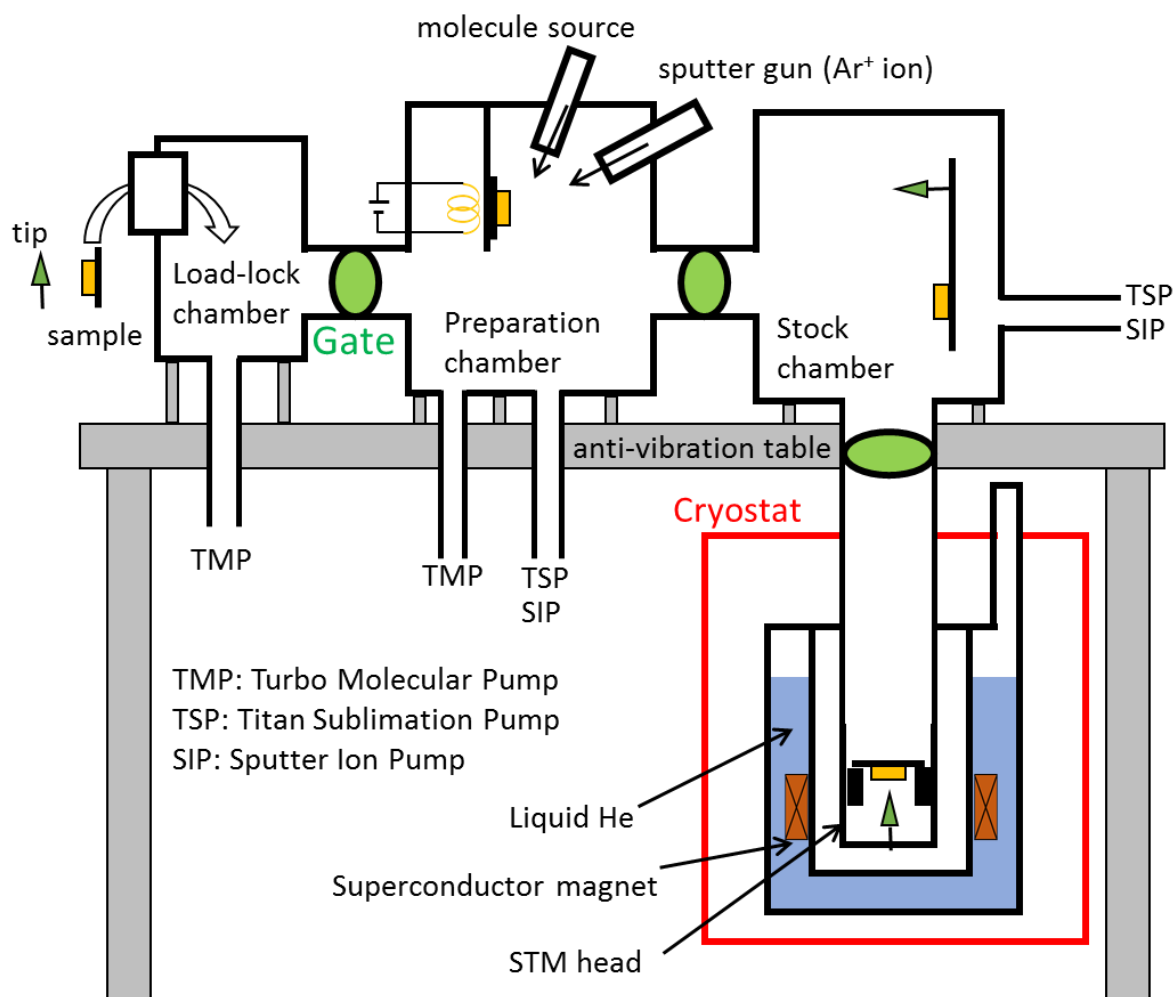 molecule source
sputter gun (Ar⁺ ion)
tip
sample
Load-lock
chamber
Gate
Preparation
chamber
Stock
chamber
TSP
SIP
anti-vibration table
TMP
TMP
TSP
SIP
Cryostat
TMP: Turbo Molecular Pump
TSP: Titan Sublimation Pump
SIP: Sputter Ion Pump
Liquid He
Superconductor magnet
STM head